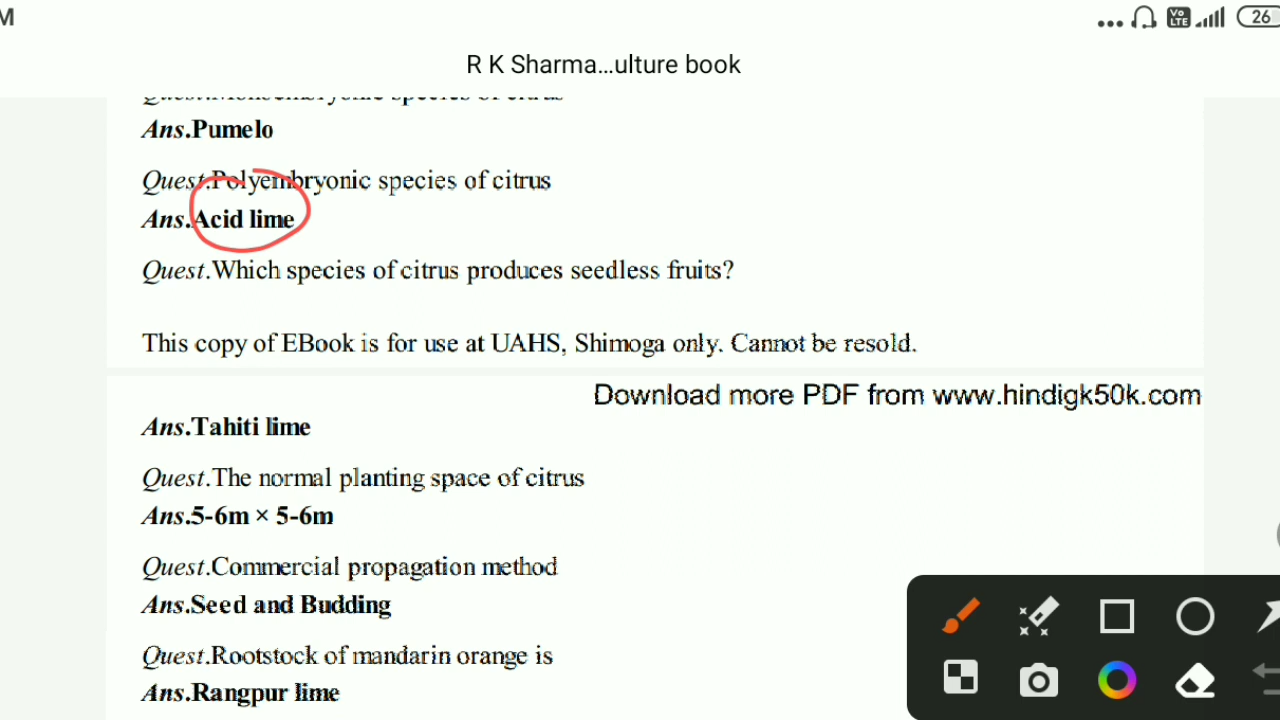 M
Vo
LTE
26
R K Sharma...ulture book
Ans.Pumelo
Quest.Polyembryonic species of citrus
Ans.Acid lime
Quest.Which species of citrus produces seedless fruits?
This copy of EBook is for use at UAHS, Shimoga only. Cannot be resold.
Download more PDF from www.hindigk50k.com
Ans.Tahiti lime
Quest.The normal planting space of citrus
Ans.5-6m × 5-6m
Quest.Commercial propagation method
Ans.Seed and Budding
Quest.Rootstock of mandarin orange is
Ans.Rangpur lime